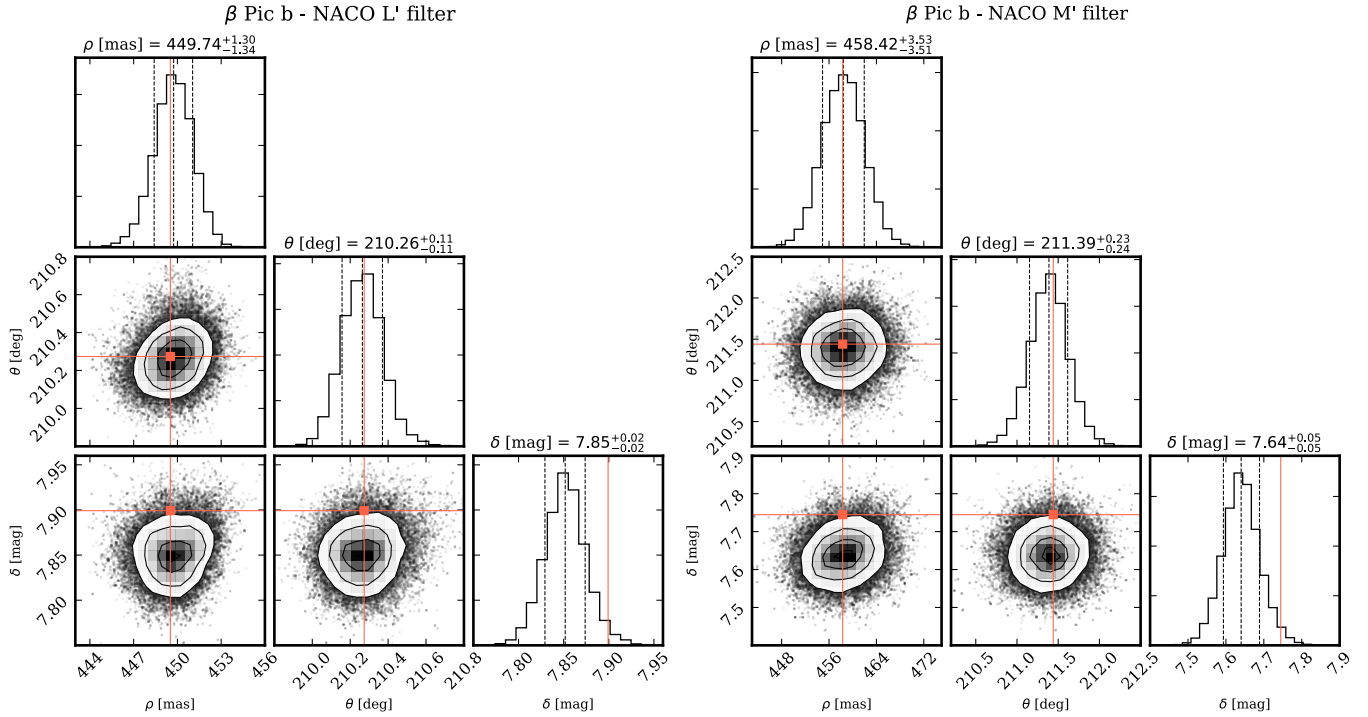 β Pic b - NACO L' filter
ρ [mas] = 449.74 +1.30 −1.34
θ [deg] = 210.26 +0.11 −0.11
δ [mag] = 7.85 +0.02 −0.02
210.8
210.6
210.4
210.2
210.0
θ [deg]
7.95
7.90
7.85
7.80
δ [mag]
444 447 450 453 456
ρ [mas]
210.0 210.2 210.4 210.6 210.8
θ [deg]
7.80 7.85 7.90 7.95
δ [mag]
β Pic b - NACO M' filter
ρ [mas] = 458.42 +3.53 −3.51
θ [deg] = 211.39 +0.23 −0.24
δ [mag] = 7.64 +0.05 −0.05
212.5
212.0
211.5
211.0
210.5
θ [deg]
7.9
7.8
7.7
7.6
7.5
δ [mag]
448 456 464 472
ρ [mas]
210.5 211.0 211.5 212.0 212.5
θ [deg]
7.5 7.6 7.7 7.8 7.9
δ [mag]